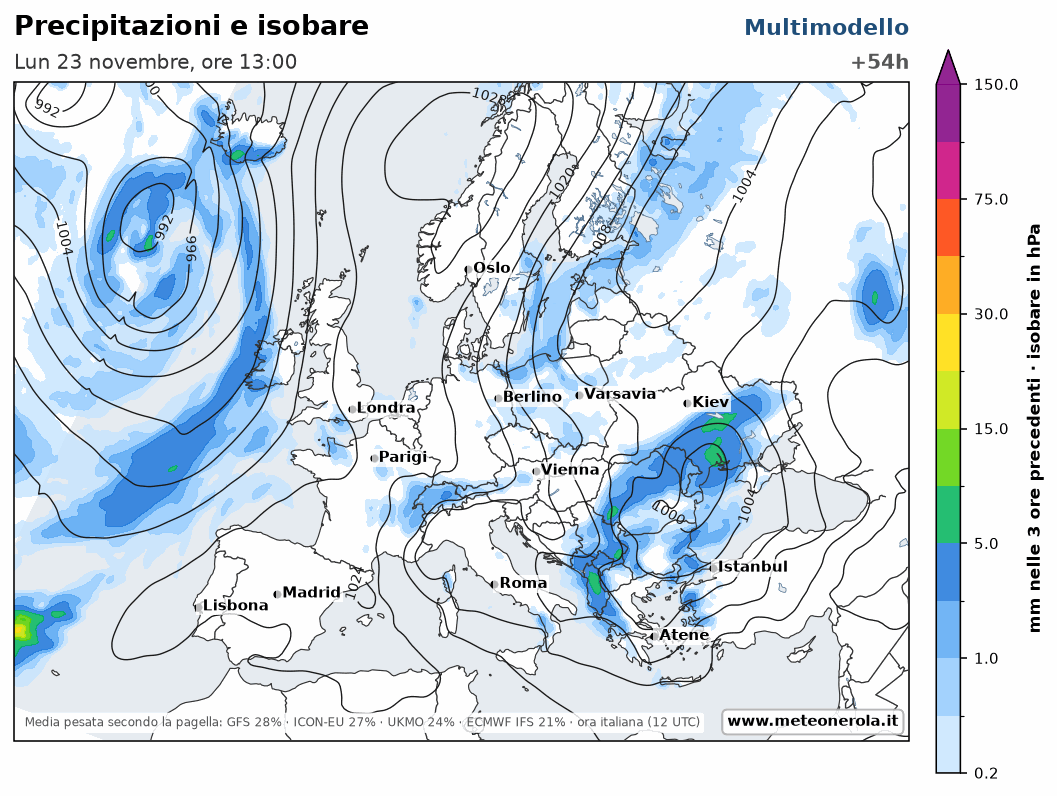 Precipitazioni e isobare
Multimodello
Lun 23 novembre, ore 13:00
+54h
992
1020
1004
1020
1004
992
996
1008
Oslo
Berlino
Varsavia
Kiev
Londra
Parigi
Vienna
1000
1004
Istanbul
Roma
Madrid
1024
Lisbona
Atene
Media pesata secondo la pagella: GFS 28% · ICON-EU 27% · UKMO 24% · ECMWF IFS 21% · ora italiana (12 UTC)
www.meteonerola.it
150.0
75.0
30.0
15.0
5.0
1.0
0.2
mm nelle 3 ore precedenti · isobare in hPa